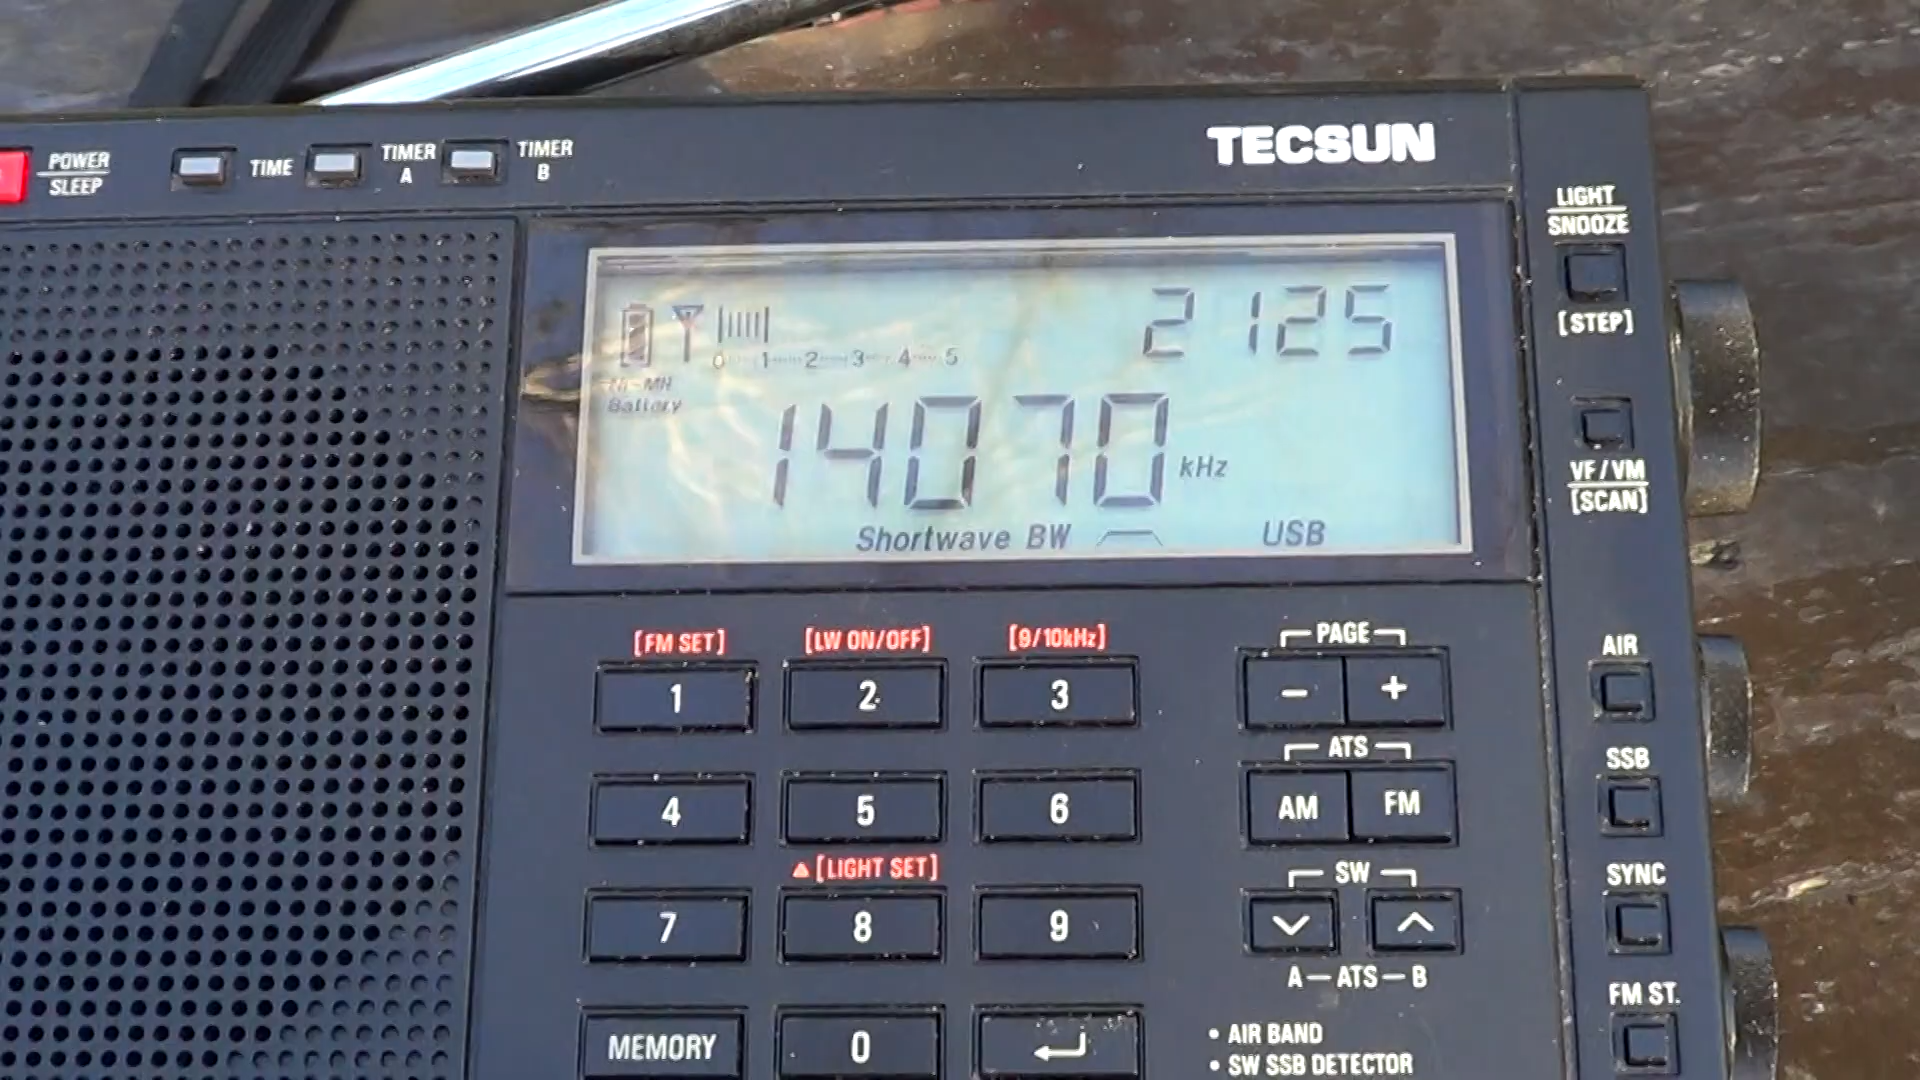 TECSUN
POWER
SLEEP
TIME
TIMER
A
TIMER
B
LIGHT
SNOOZE
[STEP]
2125
0 1 2 3 4 5
Ni-MH
Battery
14070 kHz
Shortwave BW USB
VF/VM
[SCAN]
[FM SET] [LW ON/OFF] [9/10kHz] PAGE
1 2 3 - +
AIR
ATS
4 5 6 AM FM
SSB
[LIGHT SET] SW
7 8 9
SYNC
A—ATS—B
FM ST.
MEMORY 0
• AIR BAND
• SW SSB DETECTOR